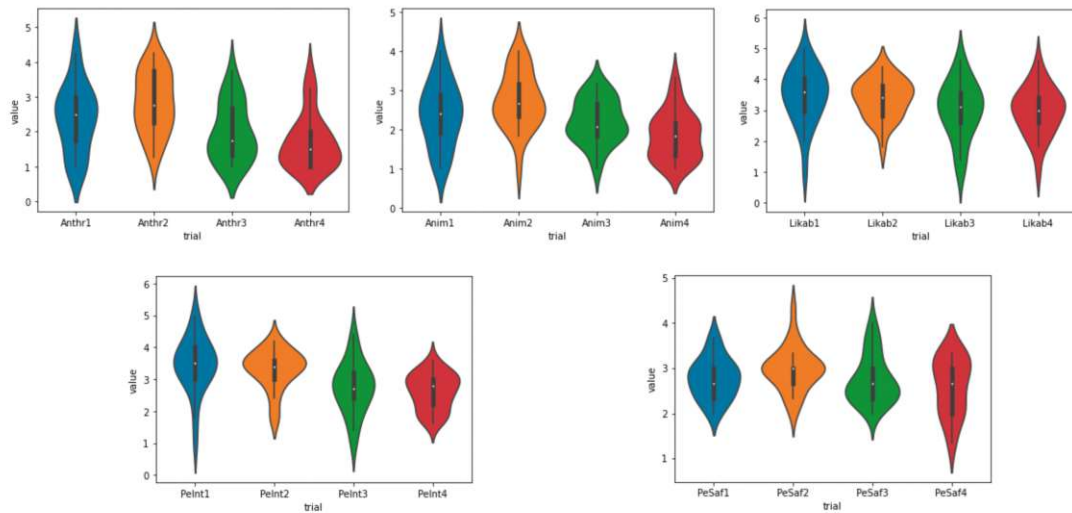 5
4
3
2
1
0
value
Anthr1 Anthr2 Anthr3 Anthr4
trial
5
4
3
2
1
0
value
Anim1 Anim2 Anim3 Anim4
trial
6
5
4
3
2
1
0
value
Likab1 Likab2 Likab3 Likab4
trial
6
5
4
3
2
1
0
value
PeInt1 PeInt2 PeInt3 PeInt4
trial
5
4
3
2
1
value
PeSaf1 PeSaf2 PeSaf3 PeSaf4
trial